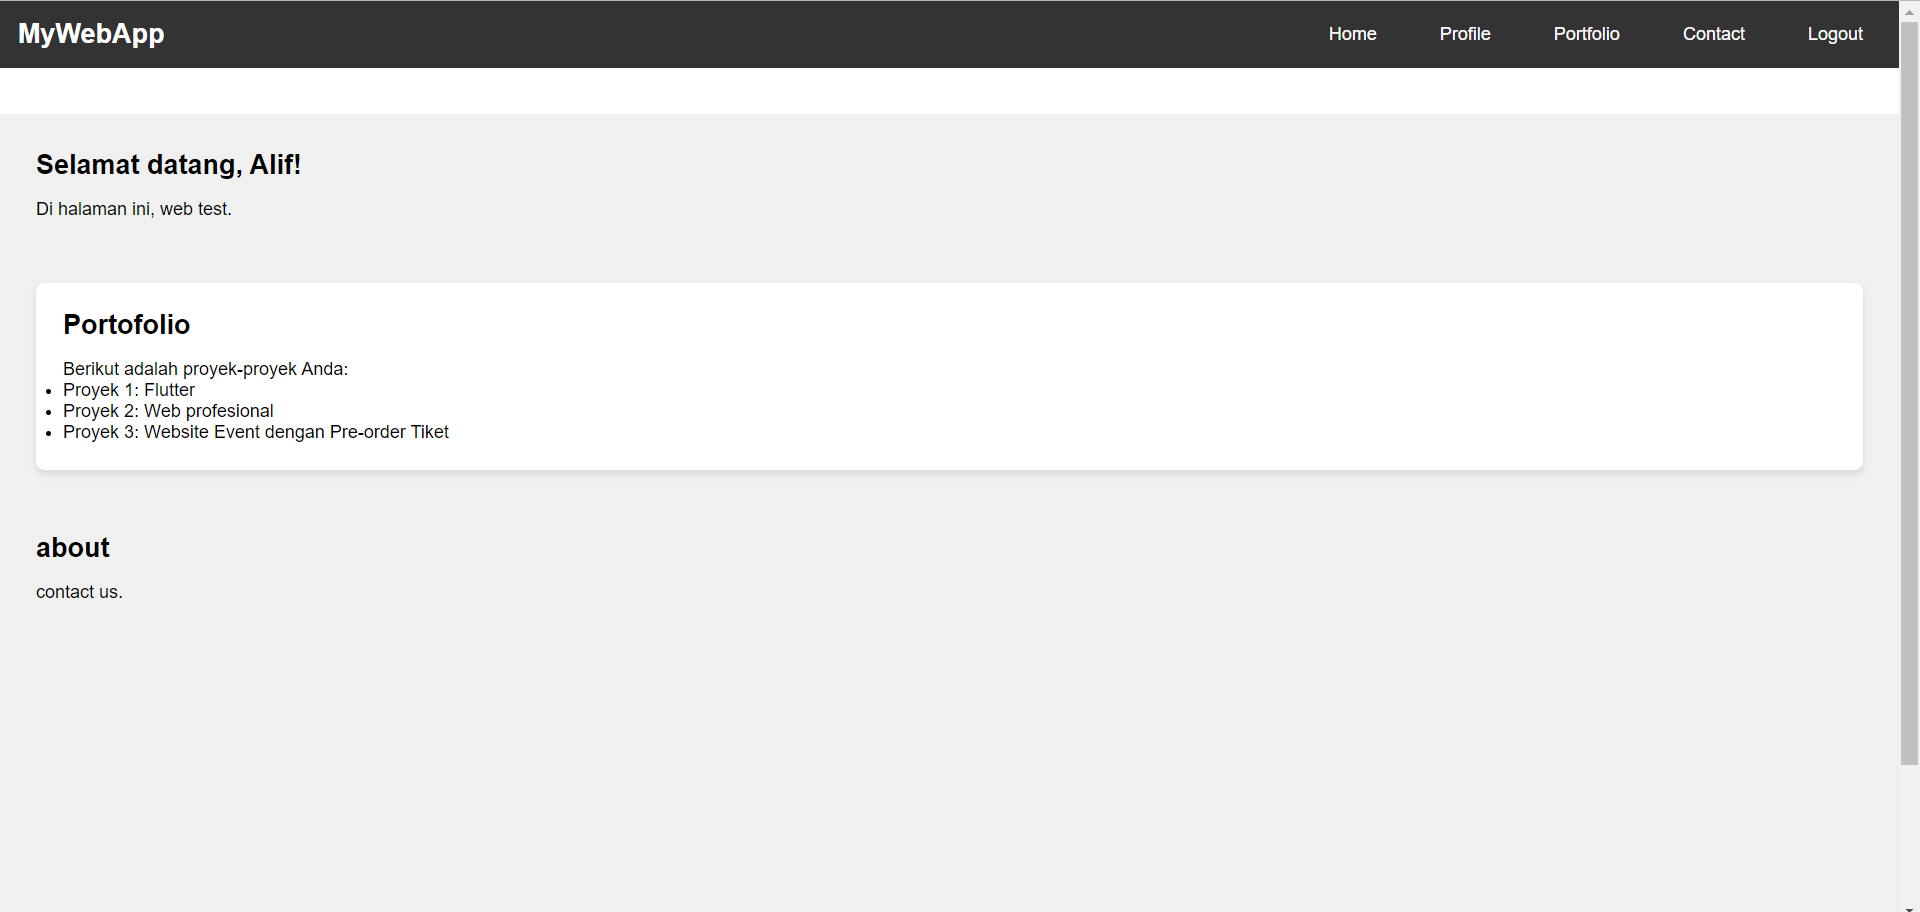 MyWebApp
Home Profile Portfolio Contact Logout
Selamat datang, Alif!
Di halaman ini, web test.
Portofolio
Berikut adalah proyek-proyek Anda:
• Proyek 1: Flutter
• Proyek 2: Web profesional
• Proyek 3: Website Event dengan Pre-order Tiket
about
contact us.